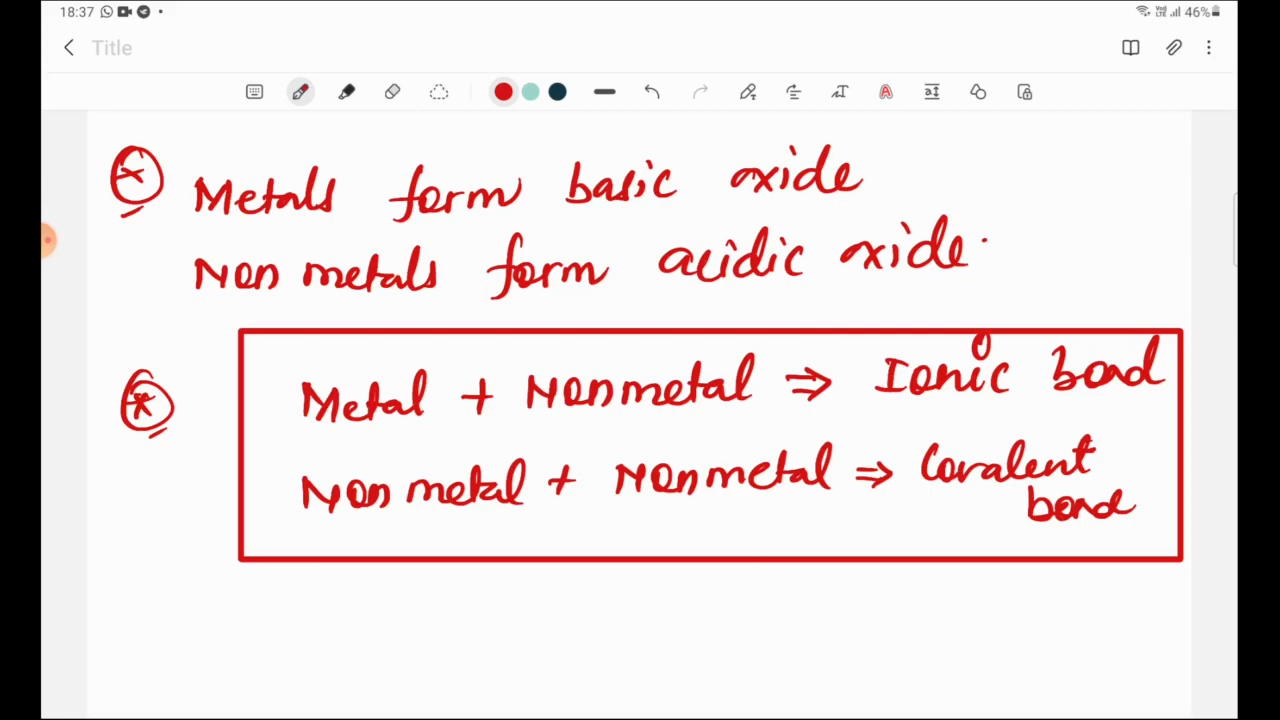 18:37 46%
Title
Metals form basic oxide
Non metals form acidic oxide.
Metal + Nonmetal ⇒ Ionic bond
Non metal + Nonmetal ⇒ Covalent
bond